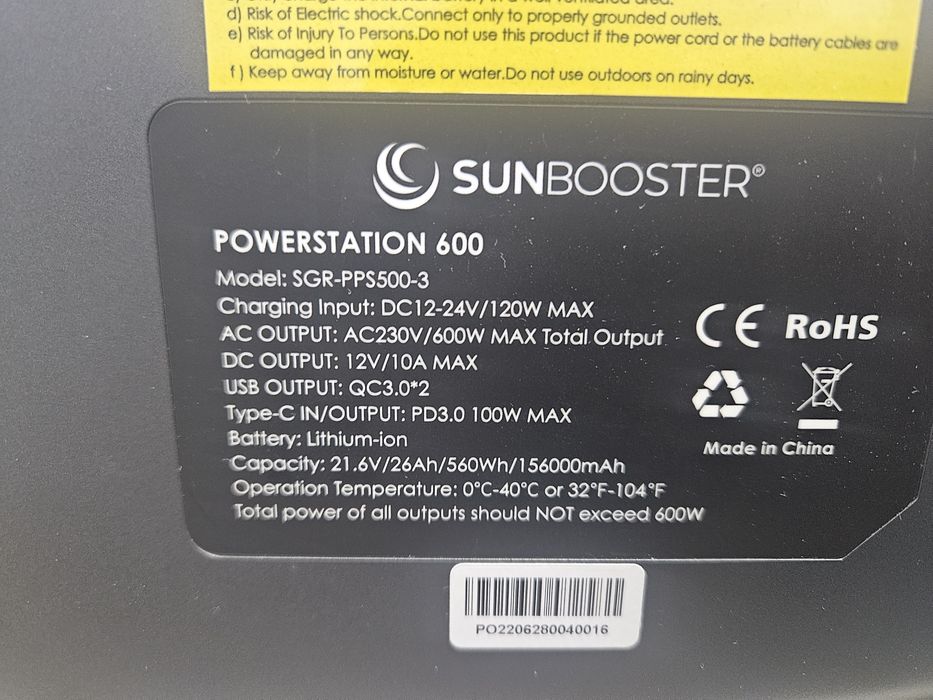 d) Risk of Electric shock.Connect only to properly grounded outlets.
e) Risk of Injury To Persons.Do not use this product if the power cord or the battery cables are
damaged in any way.
f ) Keep away from moisture or water.Do not use outdoors on rainy days.
SUNBOOSTER®
POWERSTATION 600
Model: SGR-PPS500-3
Charging Input: DC12-24V/120W MAX
AC OUTPUT: AC230V/600W MAX Total Output
DC OUTPUT: 12V/10A MAX
USB OUTPUT: QC3.0*2
Type-C IN/OUTPUT: PD3.0 100W MAX
Battery: Lithium-ion
Capacity: 21.6V/26Ah/560Wh/156000mAh
Operation Temperature: 0°C-40°C or 32°F-104°F
Total power of all outputs should NOT exceed 600W
CE RoHS
Made in China
PO2206280040016